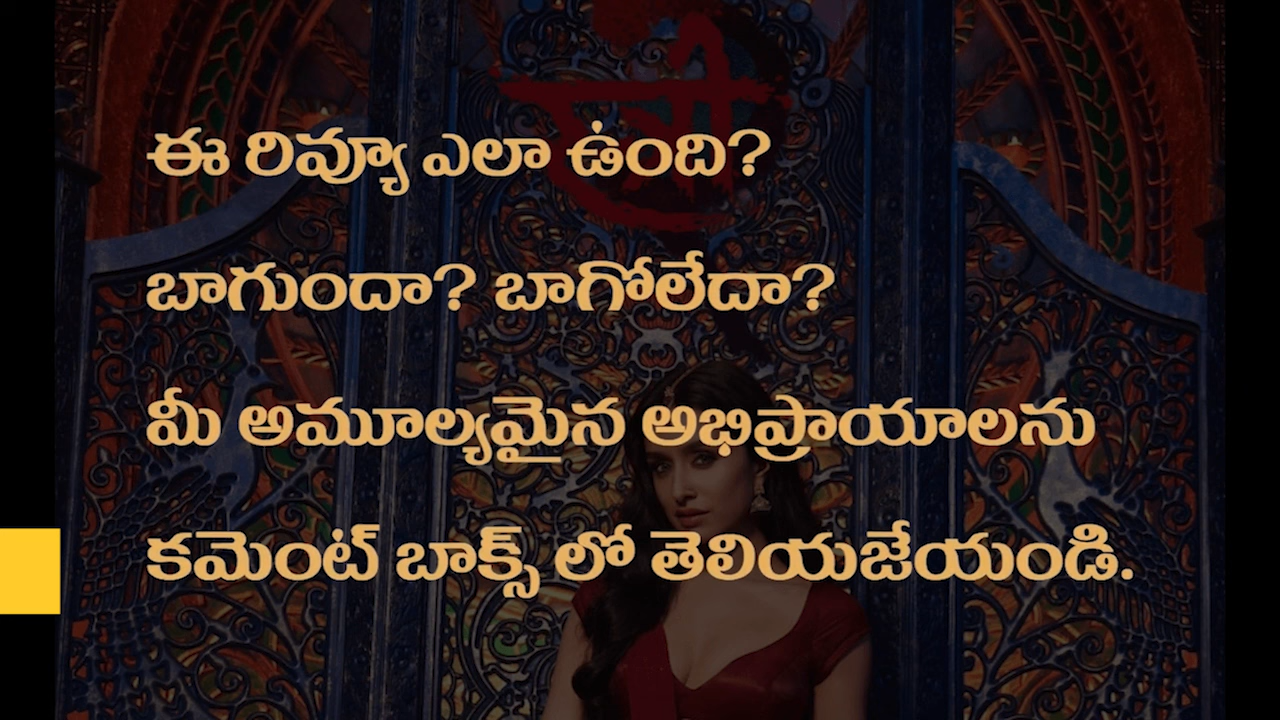 स्त्री
ఈ రివ్యూ ఎలా ఉంది?
బాగుందా? బాగోలేదా?
మీ అమూల్యమైన అభిప్రాయాలను
కమెంట్ బాక్స్ లో తెలియజేయండి.